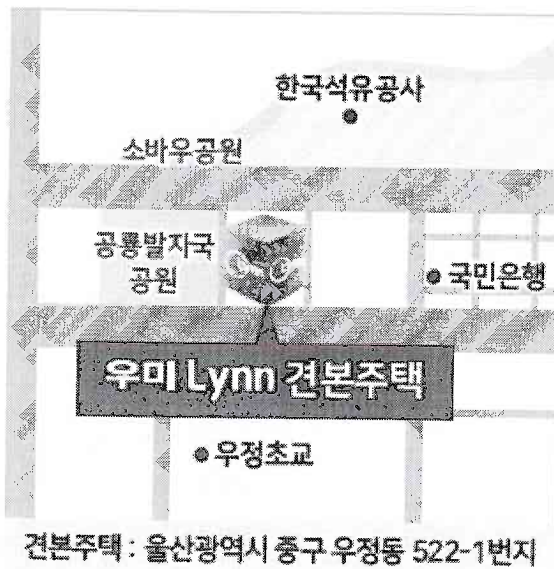 한국석유공사
소바우공원
공룡발자국
공원
국민은행
우미 Lynn 견본주택
우정초교
견본주택 : 울산광역시 중구 우정동 522-1번지